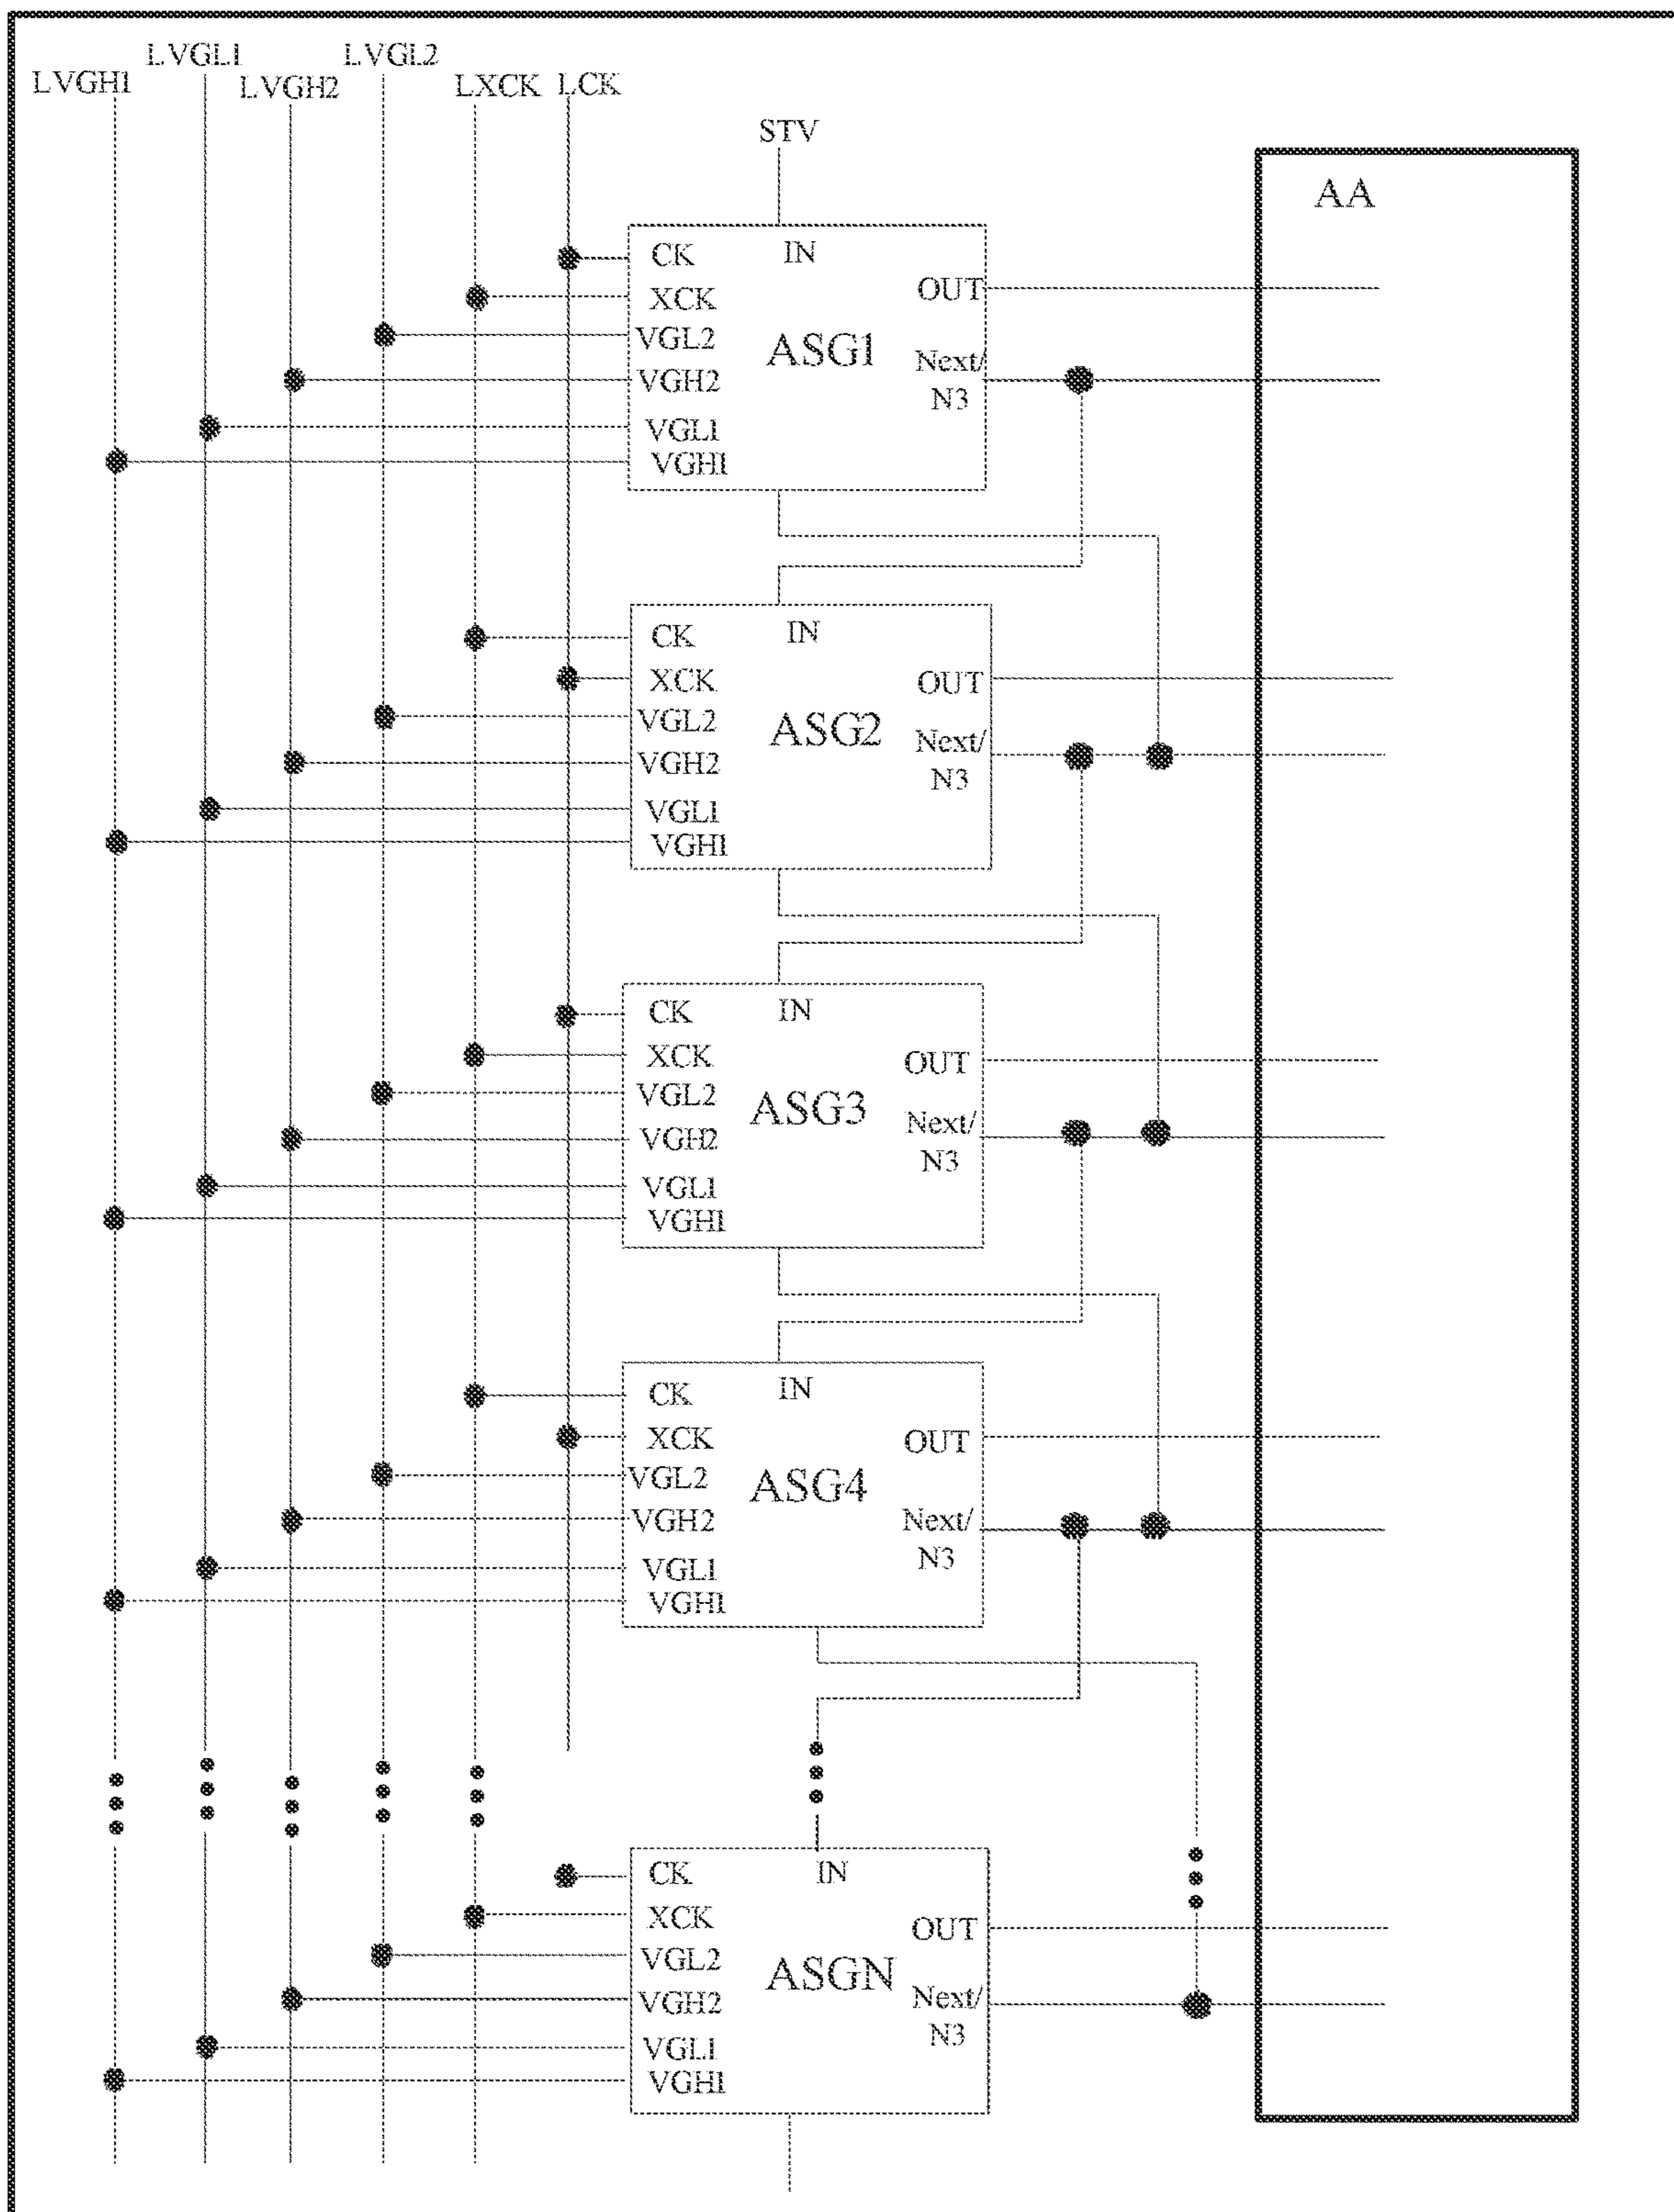 LVGH1
LVGL1
LVGH2
LVGL2
LXCK
LCK
STV
AA
IN
CK
XCK
VGL2
VGH2
VGL1
VGH1
ASG1
OUT
Next/
N3
IN
CK
XCK
VGL2
VGH2
VGL1
VGH1
ASG2
OUT
Next/
N3
IN
CK
XCK
VGL2
VGH2
VGL1
VGH1
ASG3
OUT
Next/
N3
IN
CK
XCK
VGL2
VGH2
VGL1
VGH1
ASG4
OUT
Next/
N3
IN
CK
XCK
VGL2
VGH2
VGL1
VGH1
ASGN
OUT
Next/
N3